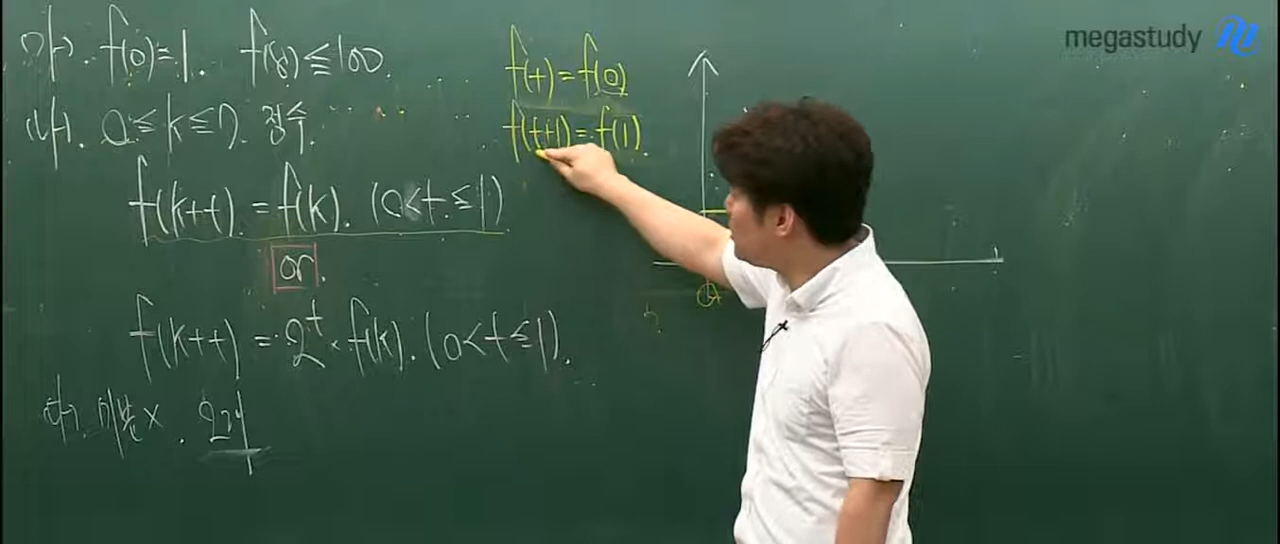 megastudy
가). f(0)=1. f(8)≤100.
나). 0≤k≤7. 정수.
f(k+t)=f(k). (0<t≤1)
or.
f(k+t)=2^t·f(k). (0<t≤1).
다). 미분×. 2개
f(t)=f(0)
f(t+1)=f(1).